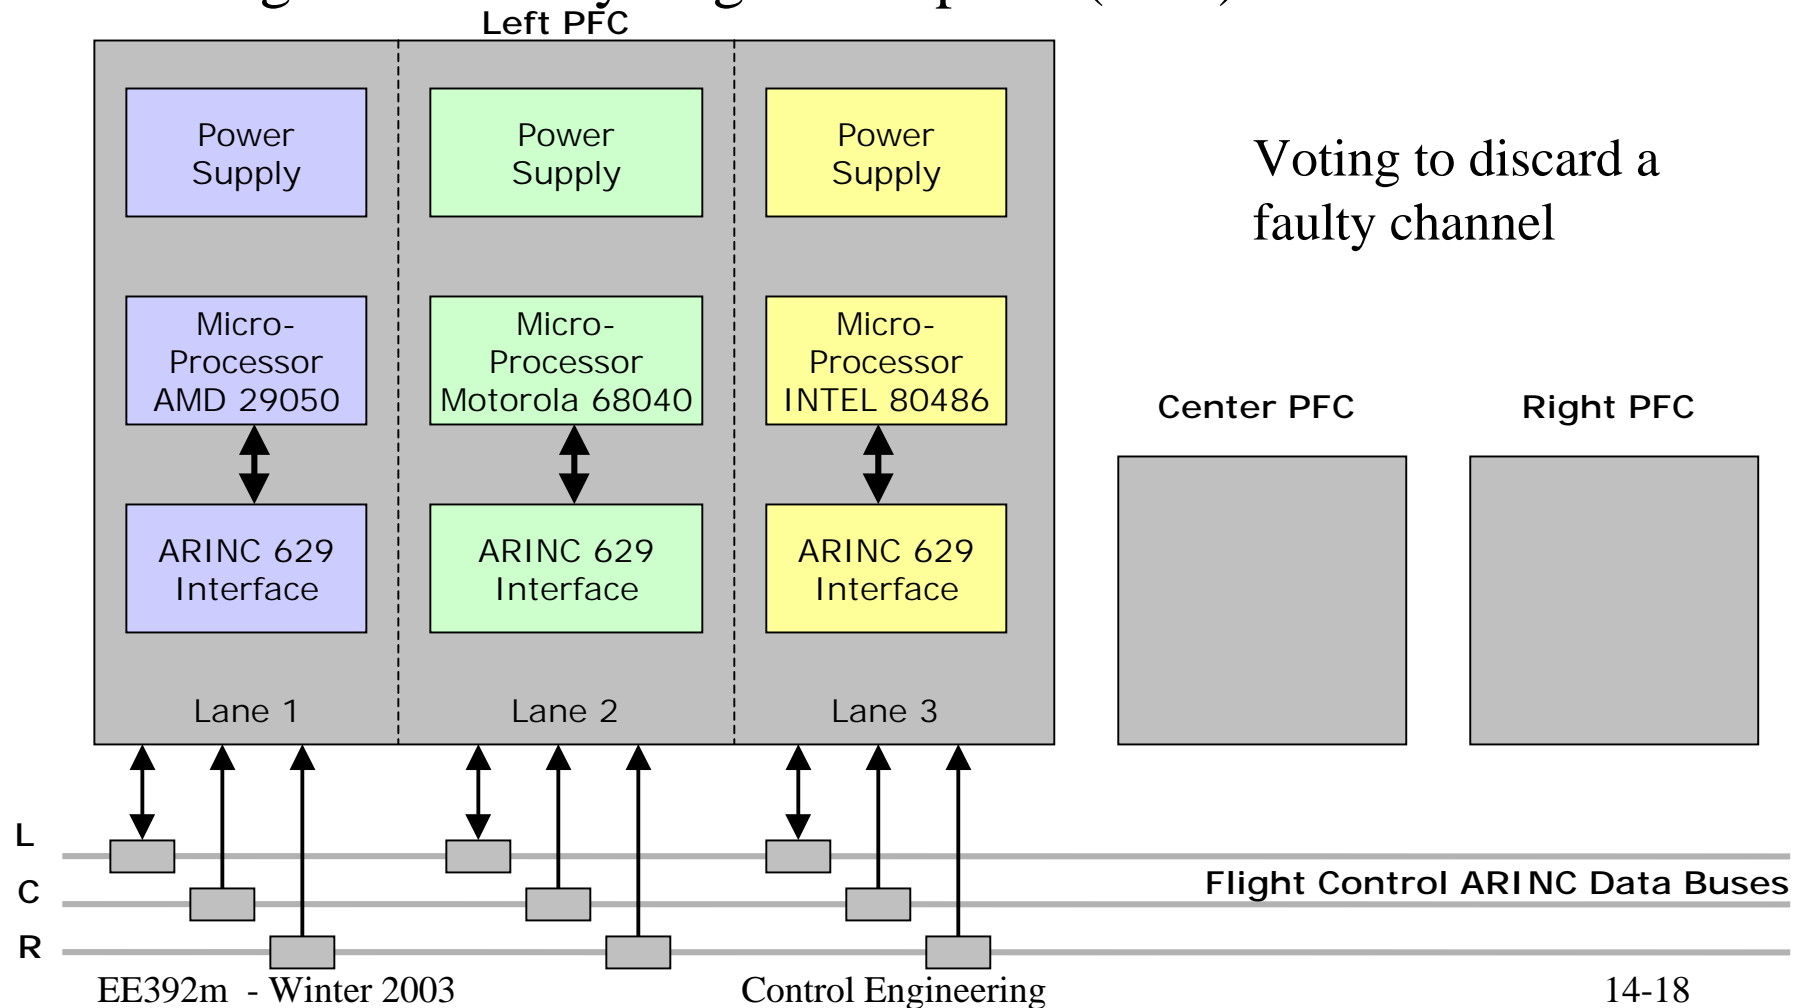 Left PFC
Power
Supply
Power
Supply
Power
Supply
Voting to discard a
faulty channel
Micro-
Processor
AMD 29050
Micro-
Processor
Motorola 68040
Micro-
Processor
INTEL 80486
Center PFC
Right PFC
ARINC 629
Interface
ARINC 629
Interface
ARINC 629
Interface
Lane 1
Lane 2
Lane 3
L
C
R
Flight Control ARINC Data Buses
EE392m - Winter 2003
Control Engineering
14-18